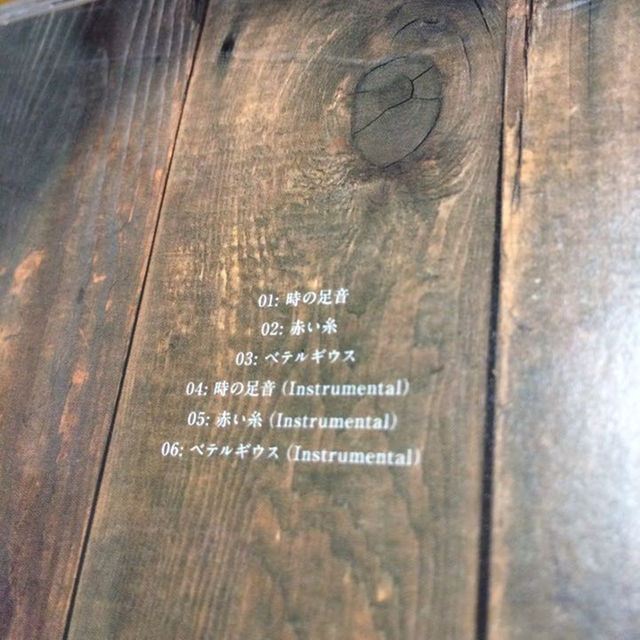 01: 時の足音
02: 赤い糸
03: ベテルギウス
04: 時の足音 (Instrumental)
05: 赤い糸 (Instrumental)
06: ベテルギウス (Instrumental)